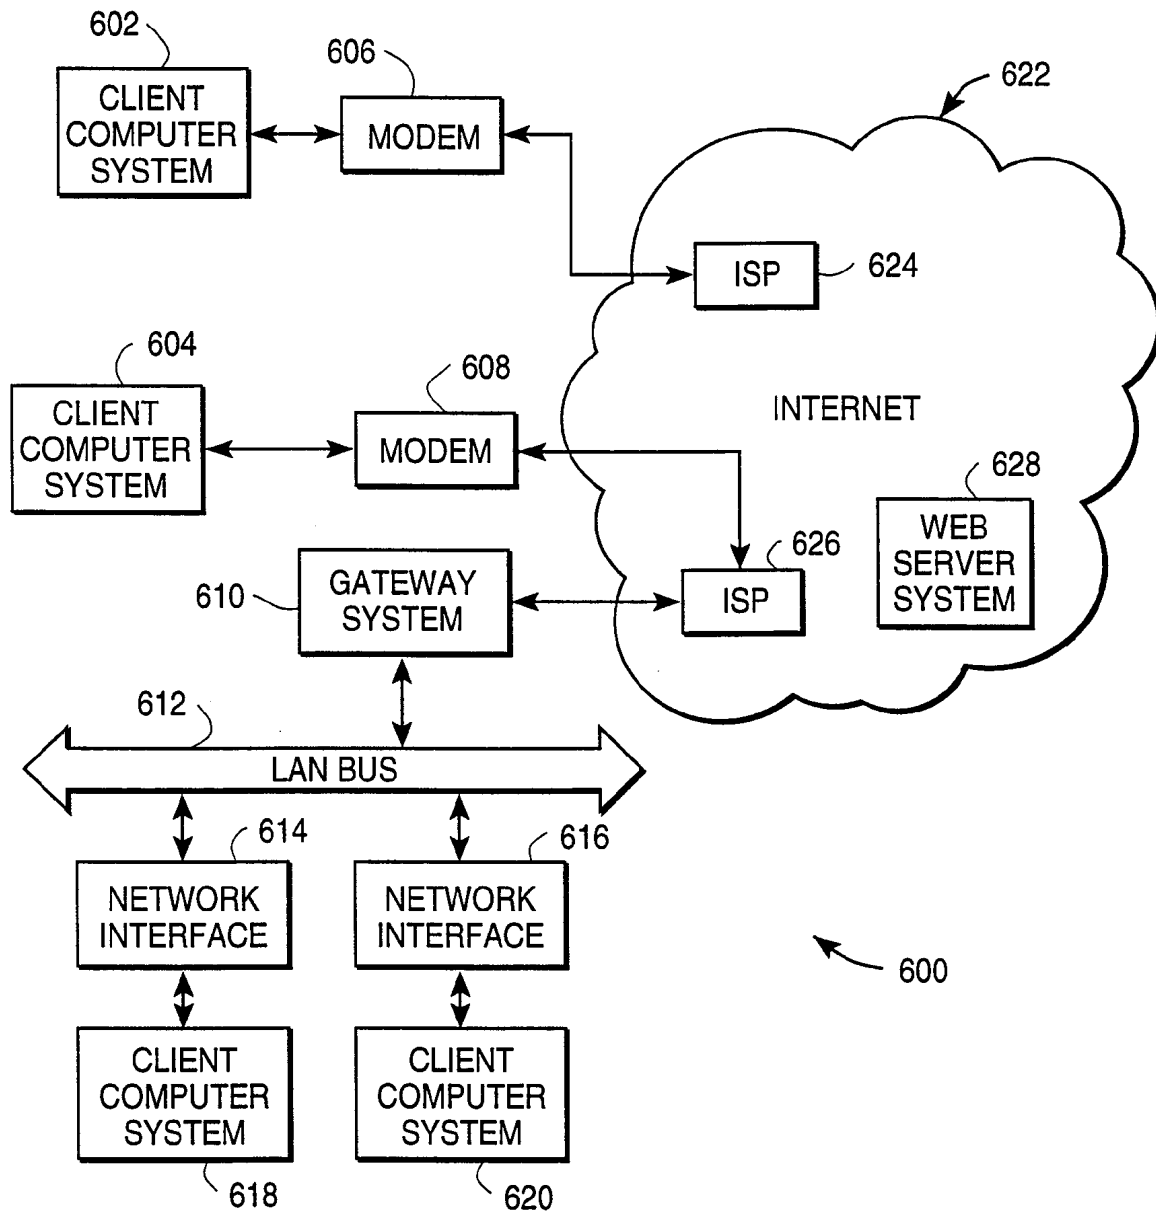 602
CLIENT
COMPUTER
SYSTEM
606
MODEM
622
ISP
624
604
CLIENT
COMPUTER
SYSTEM
608
MODEM
INTERNET
628
WEB
SERVER
SYSTEM
626
ISP
610
GATEWAY
SYSTEM
612
LAN BUS
614
NETWORK
INTERFACE
616
NETWORK
INTERFACE
600
CLIENT
COMPUTER
SYSTEM
618
CLIENT
COMPUTER
SYSTEM
620